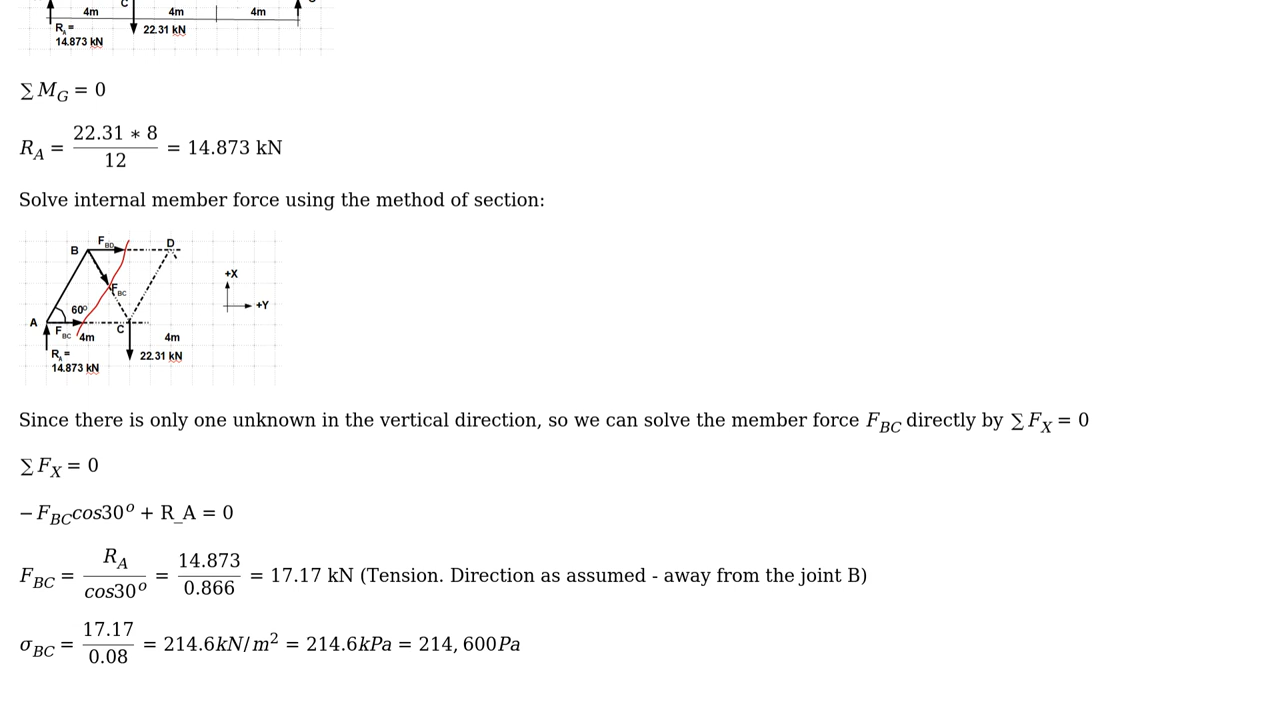 C
4m 4m 4m
R_A =
14.873 kN
22.31 kN
∑ M_G = 0
R_A = (22.31 ∗ 8)/12 = 14.873 kN
Solve internal member force using the method of section:
B F_BD D
+X
F_BC
60º +Y
A F_BC 4m C 4m
R_A =
14.873 kN
22.31 kN
Since there is only one unknown in the vertical direction, so we can solve the member force F_BC directly by ∑ F_X = 0
∑ F_X = 0
− F_BC cos30^o + R_A = 0
F_BC = R_A/cos30^o = 14.873/0.866 = 17.17 kN (Tension. Direction as assumed - away from the joint B)
σ_BC = 17.17/0.08 = 214.6kN/m² = 214.6kPa = 214,600Pa